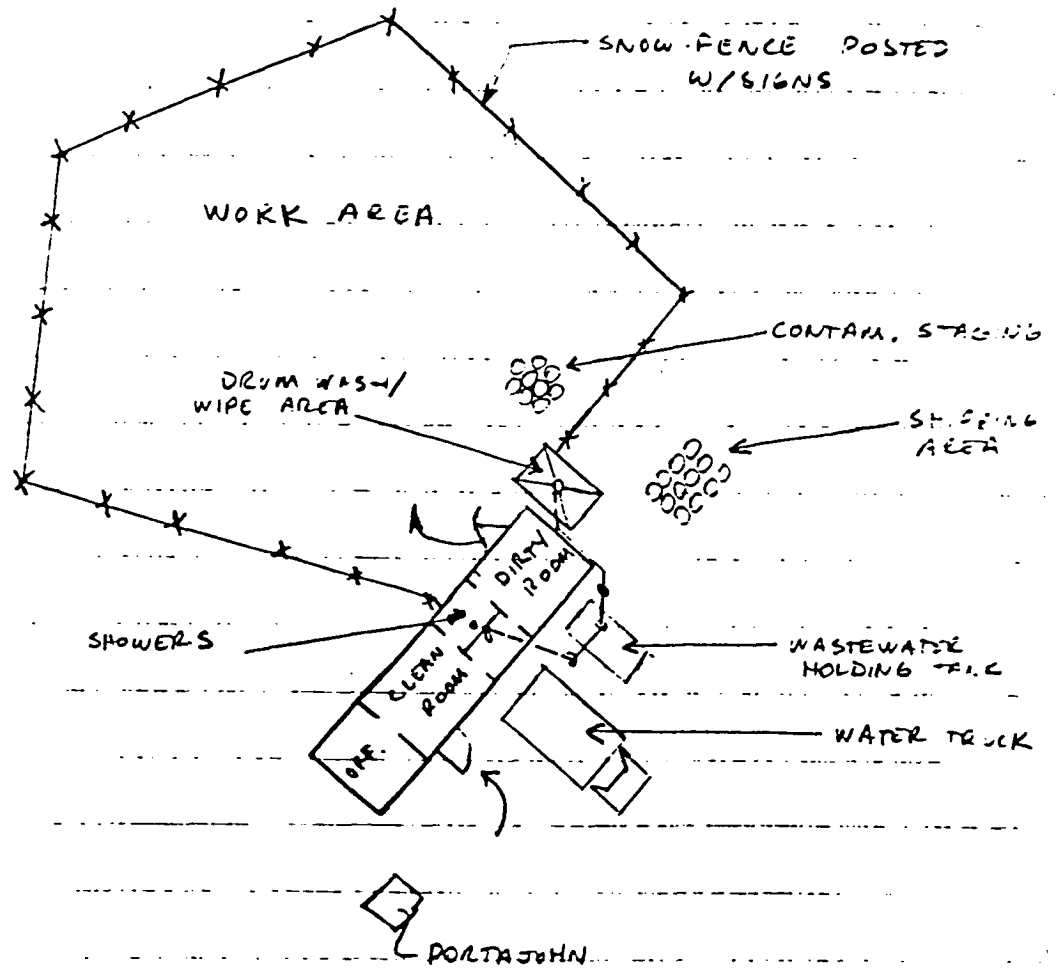 SNOW FENCE POSTED
W/SIGNS
WORK AREA
CONTAM. STAGING
DRUM WASH/
WIPE AREA
SHIPPING
AREA
DIRTY
ROOM
SHOWERS
CLEAN
ROOM
WASTEWATER
HOLDING
OFF.
WATER TRUCK
PORTAJOHN